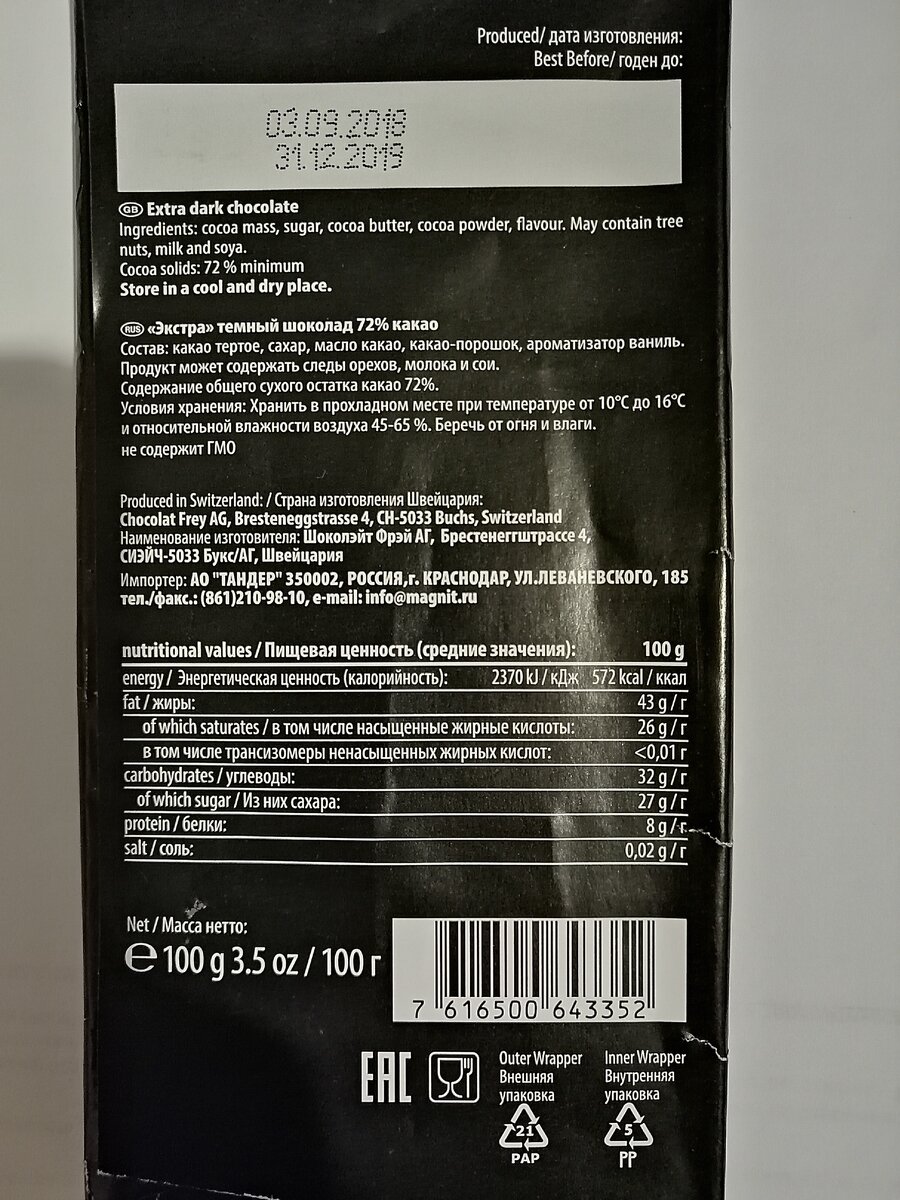 Produced/ дата изготовления:
Best Before/ годен до:
03.09.2018
31.12.2019
GB Extra dark chocolate
Ingredients: cocoa mass, sugar, cocoa butter, cocoa powder, flavour. May contain tree
nuts, milk and soya.
Cocoa solids: 72 % minimum
Store in a cool and dry place.
RUS «Экстра» темный шоколад 72% какао
Состав: какао тертое, сахар, масло какао, какао-порошок, ароматизатор ваниль.
Продукт может содержать следы орехов, молока и сои.
Содержание общего сухого остатка какао 72%.
Условия хранения: Хранить в прохладном месте при температуре от 10°С до 16°С
и относительной влажности воздуха 45-65 %. Беречь от огня и влаги.
не содержит ГМО
Produced in Switzerland: / Страна изготовления Швейцария:
Chocolat Frey AG, Bresteneggstrasse 4, CH-5033 Buchs, Switzerland
Наименование изготовителя: Шоколэйт Фрэй АГ, Брестенеггштрассе 4,
СИЭЙЧ-5033 Букс/АГ, Швейцария
Импортер: АО "ТАНДЕР" 350002, РОССИЯ,г. КРАСНОДАР, УЛ.ЛЕВАНЕВСКОГО, 185
тел./факс.: (861)210-98-10, e-mail: info@magnit.ru
nutritional values / Пищевая ценность (средние значения): 100 g
energy / Энергетическая ценность (калорийность): 2370 kJ / кДж 572 kcal / ккал
fat / жиры: 43 g / г
of which saturates / в том числе насыщенные жирные кислоты: 26 g / г
в том числе трансизомеры ненасыщенных жирных кислот: <0,01 г
carbohydrates / углеводы: 32 g / г
of which sugar / Из них сахара: 27 g / г
protein / белки: 8 g / г
salt / соль: 0,02 g / г
Net / Масса нетто:
℮ 100 g 3.5 oz / 100 г
7 616500 643352
EAC
Outer Wrapper
Внешняя
упаковка
21
PAP
Inner Wrapper
Внутренняя
упаковка
5
PP